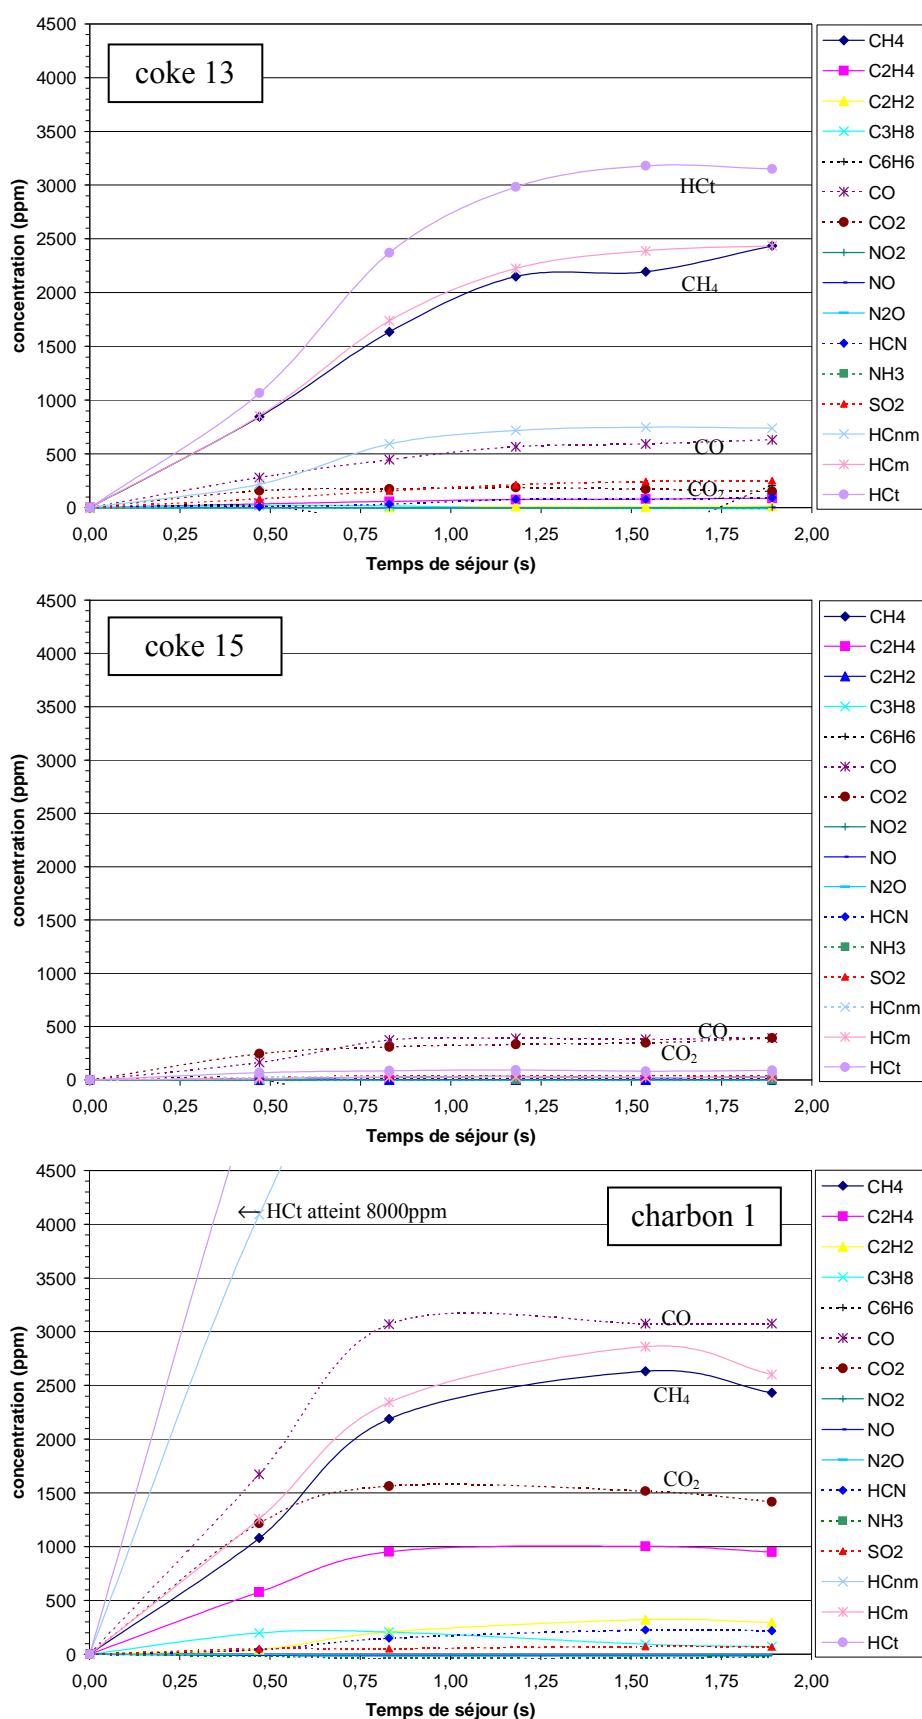 coke 13
concentration (ppm)
4500
4000
3500
3000
2500
2000
1500
1000
500
0
HCt
CH₄
CO
CO₂
0,00 0,25 0,50 0,75 1,00 1,25 1,50 1,75 2,00
Temps de séjour (s)
CH4
C2H4
C2H2
C3H8
C6H6
CO
CO2
NO2
NO
N2O
HCN
NH3
SO2
HCnm
HCm
HCt
coke 15
concentration (ppm)
4500
4000
3500
3000
2500
2000
1500
1000
500
0
CO
CO₂
0,00 0,25 0,50 0,75 1,00 1,25 1,50 1,75 2,00
Temps de séjour (s)
CH4
C2H4
C2H2
C3H8
C6H6
CO
CO2
NO2
NO
N2O
HCN
NH3
SO2
HCnm
HCm
HCt
charbon 1
← HCt atteint 8000ppm
concentration (ppm)
4500
4000
3500
3000
2500
2000
1500
1000
500
0
CO
CH₄
CO₂
0,00 0,25 0,50 0,75 1,00 1,25 1,50 1,75 2,00
Temps de séjour (s)
CH4
C2H4
C2H2
C3H8
C6H6
CO
CO2
NO2
NO
N2O
HCN
NH3
SO2
HCnm
HCm
HCt